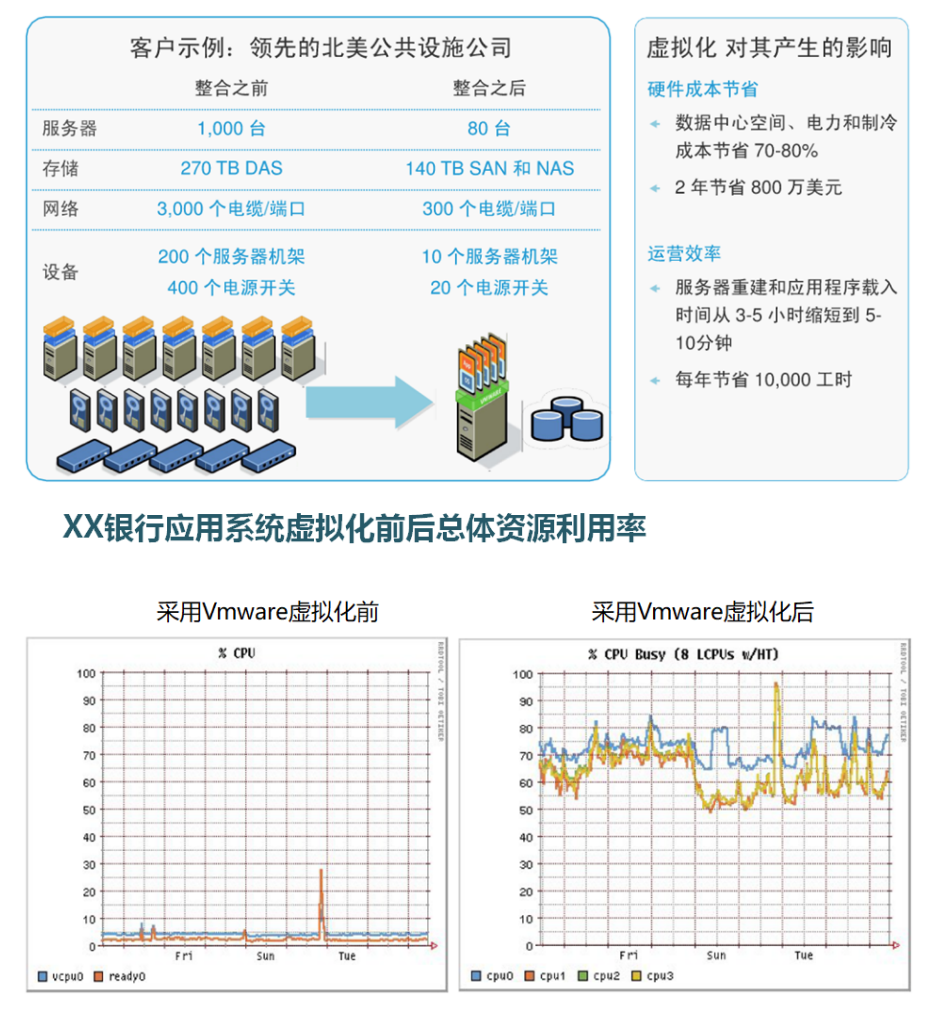 客户示例：领先的北美公共设施公司
整合之前 整合之后
服务器 1,000 台 80 台
存储 270 TB DAS 140 TB SAN 和 NAS
网络 3,000 个电缆/端口 300 个电缆/端口
设备
200 个服务器机架 10 个服务器机架
400 个电源开关 20 个电源开关
VMWARE
虚拟化 对其产生的影响
硬件成本节省
数据中心空间、电力和制冷
成本节省 70-80%
2 年节省 800 万美元
运营效率
服务器重建和应用程序载入
时间从 3-5 小时缩短到 5-
10分钟
每年节省 10,000 工时
XX银行应用系统虚拟化前后总体资源利用率
采用Vmware虚拟化前
% CPU
RRDTOOL / TOBI OETIKER
100
90
80
70
60
50
40
30
20
10
0
Fri Sun Tue
vcpu0 ready0
采用Vmware虚拟化后
% CPU Busy (8 LCPUs w/HT)
RRDTOOL / TOBI OETIKER
100
90
80
70
60
50
40
30
20
10
0
Fri Sun Tue
cpu0 cpu1 cpu2 cpu3